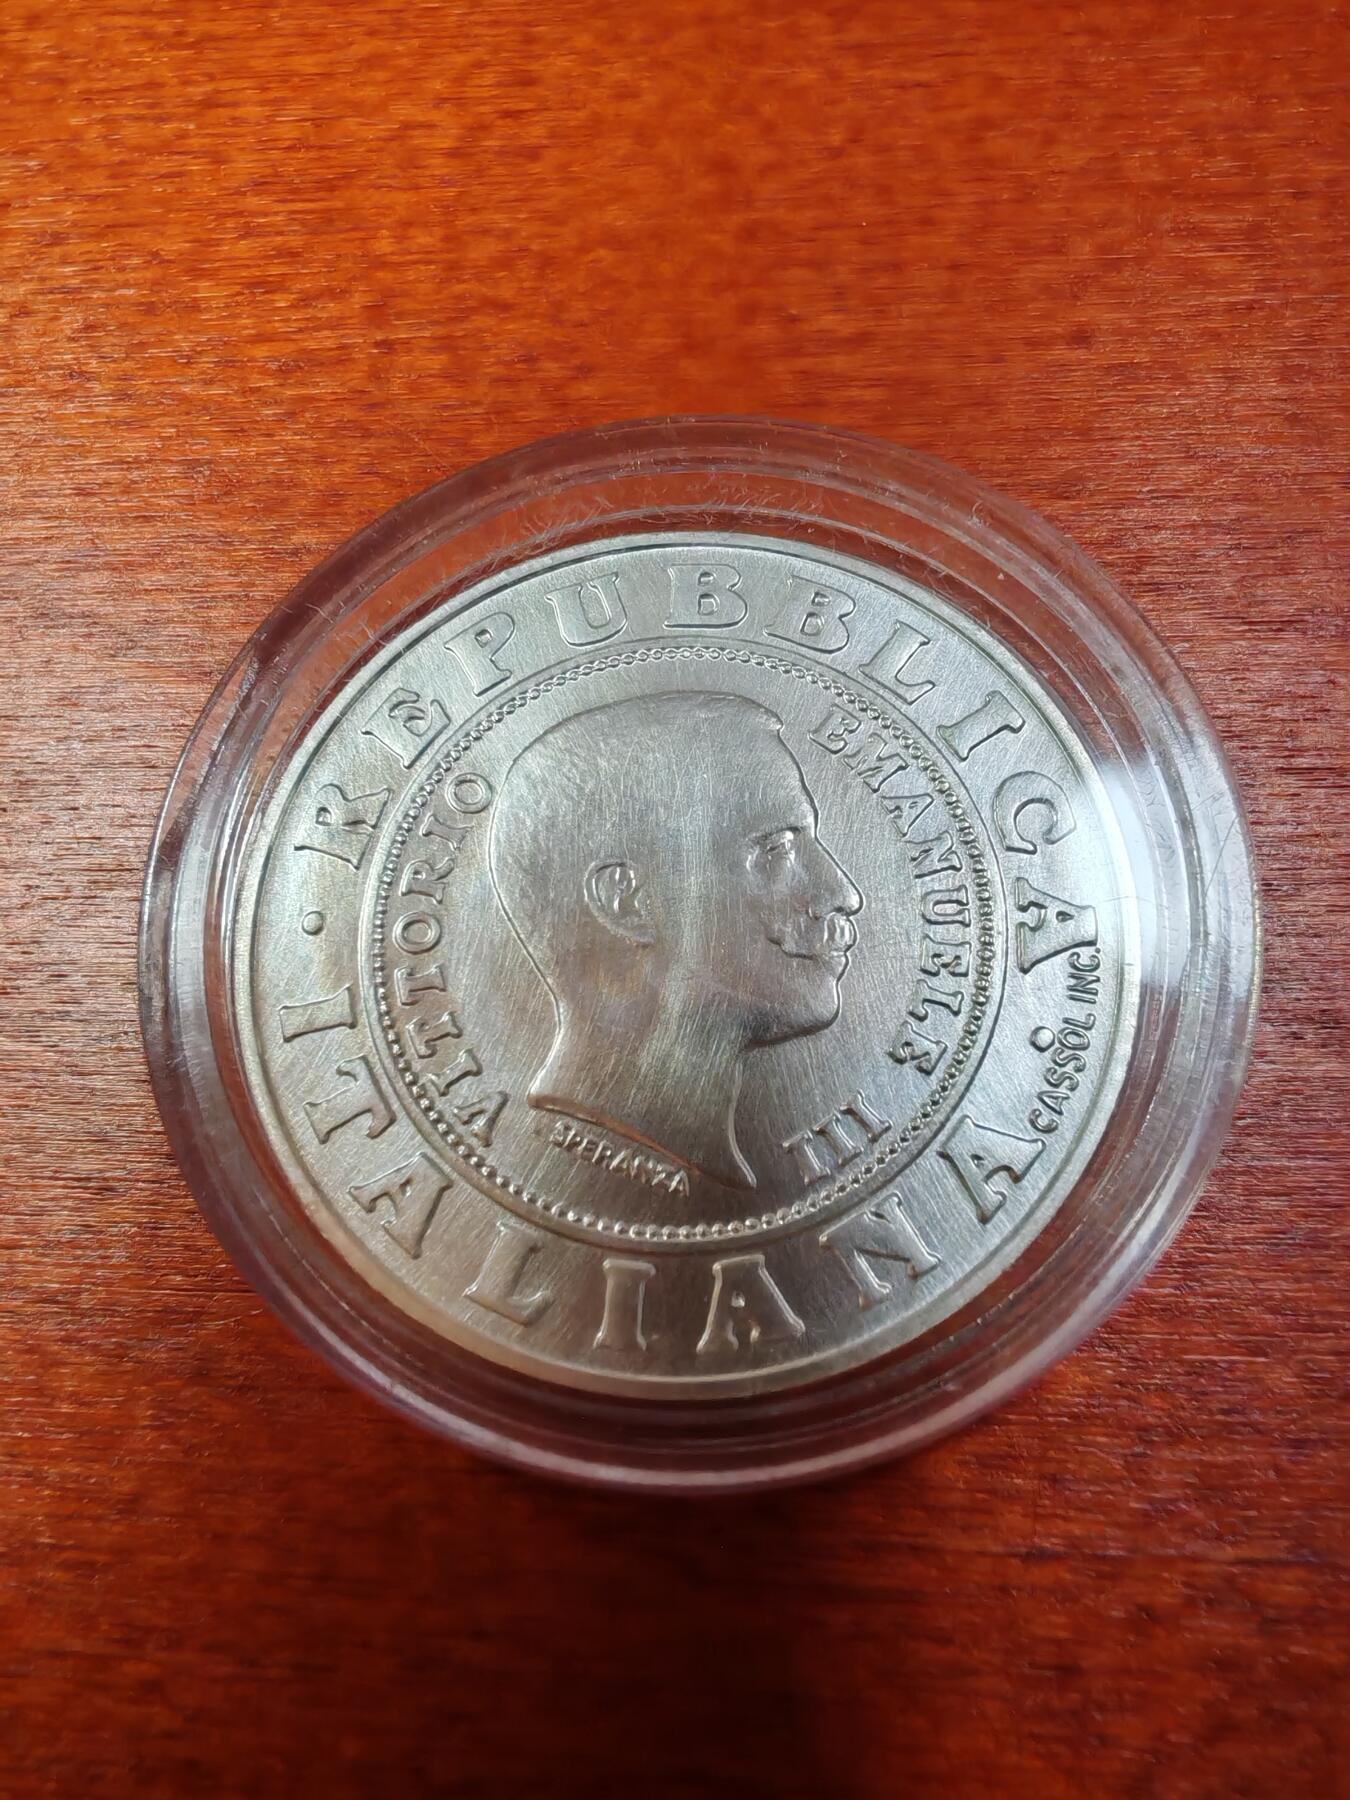 REPUBBLICA
ITALIANA
VITTORIO EMANUELE III
SPERANZA
CASSOL INC.